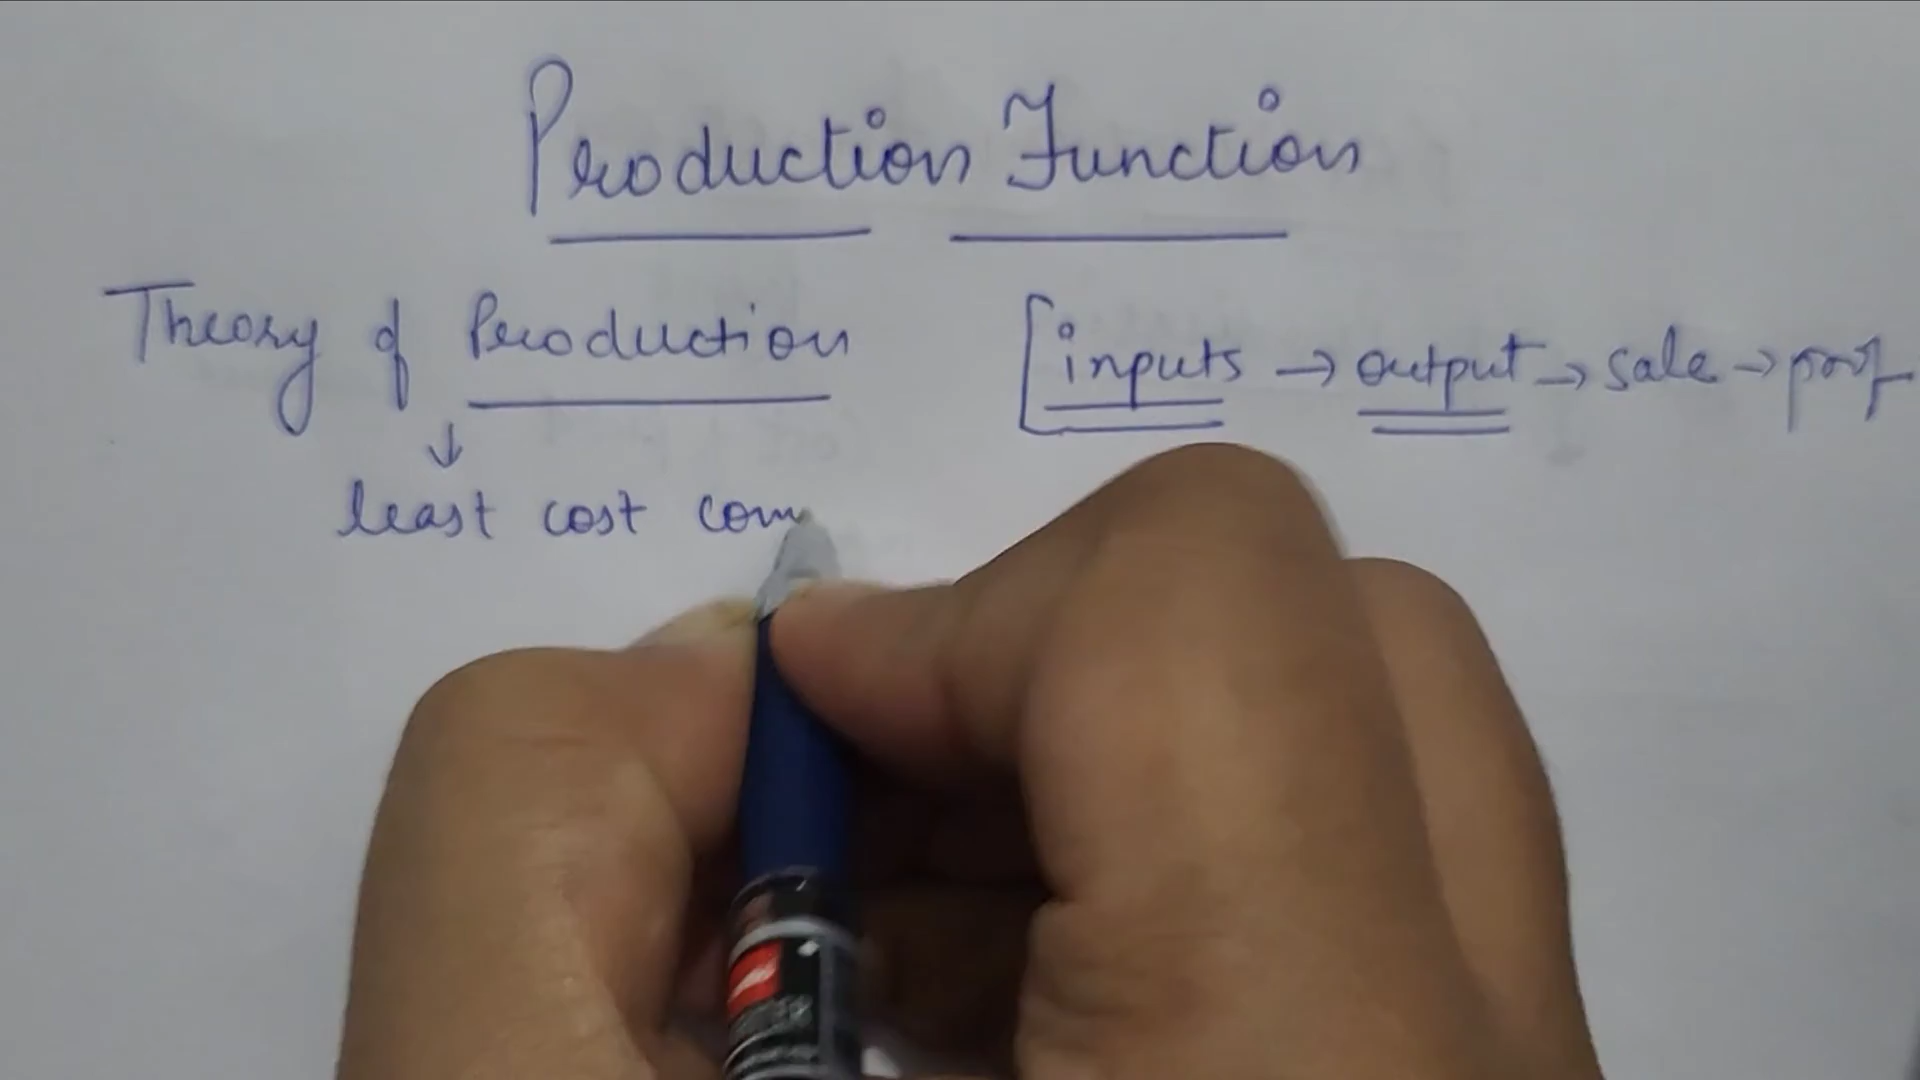 Production Function
Theory of Production [inputs → output → sale → prof
↓
least cost com